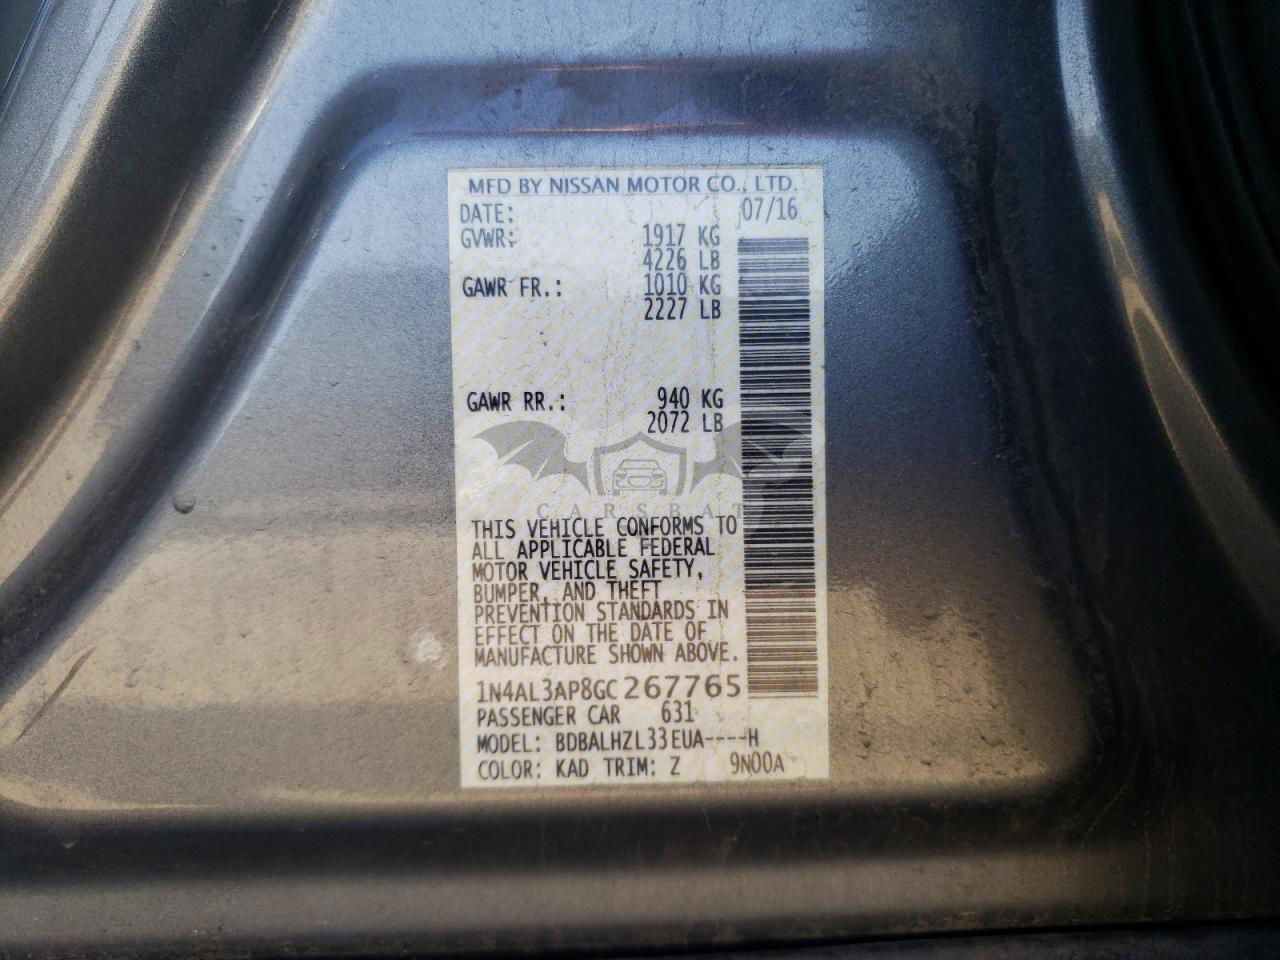 MFD BY NISSAN MOTOR CO., LTD.
DATE: 07/16
GVWR: 1917 KG
4226 LB
GAWR FR.: 1010 KG
2227 LB
GAWR RR.: 940 KG
2072 LB
CARSBAT
THIS VEHICLE CONFORMS TO
ALL APPLICABLE FEDERAL
MOTOR VEHICLE SAFETY,
BUMPER, AND THEFT
PREVENTION STANDARDS IN
EFFECT ON THE DATE OF
MANUFACTURE SHOWN ABOVE.
1N4AL3AP8GC267765
PASSENGER CAR 631
MODEL: BDBALHZL33EUA----H
COLOR: KAD TRIM: Z 9N00A